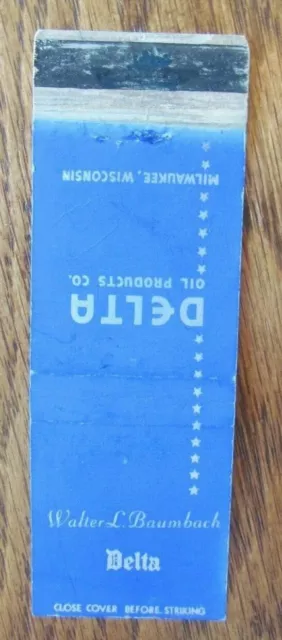 MILWAUKEE, WISCONSIN
OIL PRODUCTS CO.
DELTA
Walter L. Baumbach
Delta
CLOSE COVER BEFORE STRIKING